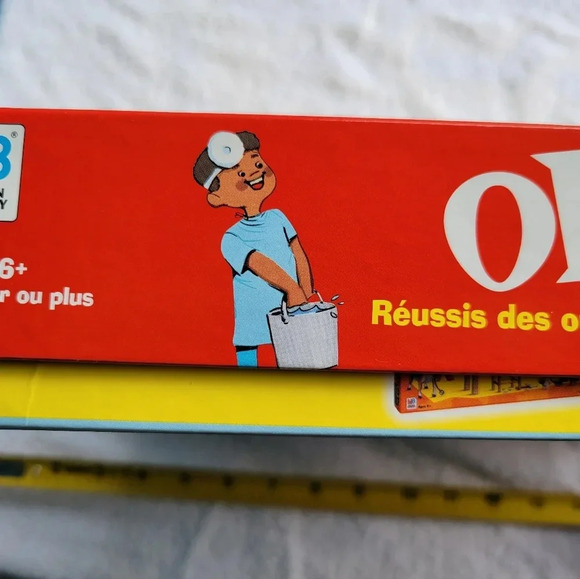 B®
N
Y
6+
r ou plus
O
Réussis des o